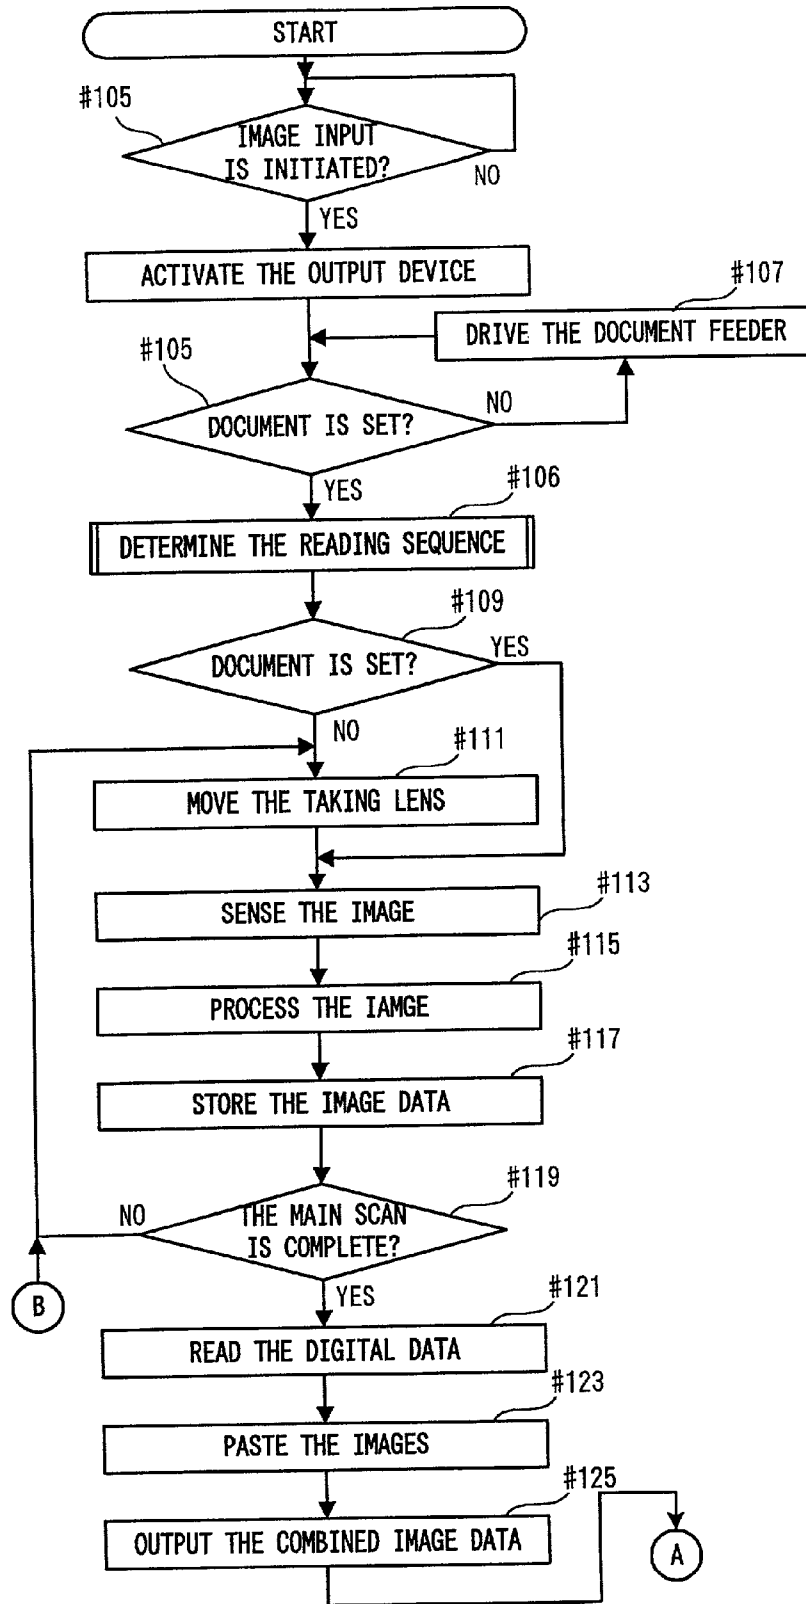 START
#105
IMAGE INPUT
IS INITIATED?
NO
YES
ACTIVATE THE OUTPUT DEVICE
#107
DRIVE THE DOCUMENT FEEDER
#105
DOCUMENT IS SET?
NO
YES
#106
DETERMINE THE READING SEQUENCE
#109
DOCUMENT IS SET?
YES
NO
#111
MOVE THE TAKING LENS
#113
SENSE THE IMAGE
#115
PROCESS THE IAMGE
#117
STORE THE IMAGE DATA
#119
THE MAIN SCAN
IS COMPLETE?
NO
B
YES
#121
READ THE DIGITAL DATA
#123
PASTE THE IMAGES
#125
OUTPUT THE COMBINED IMAGE DATA
A